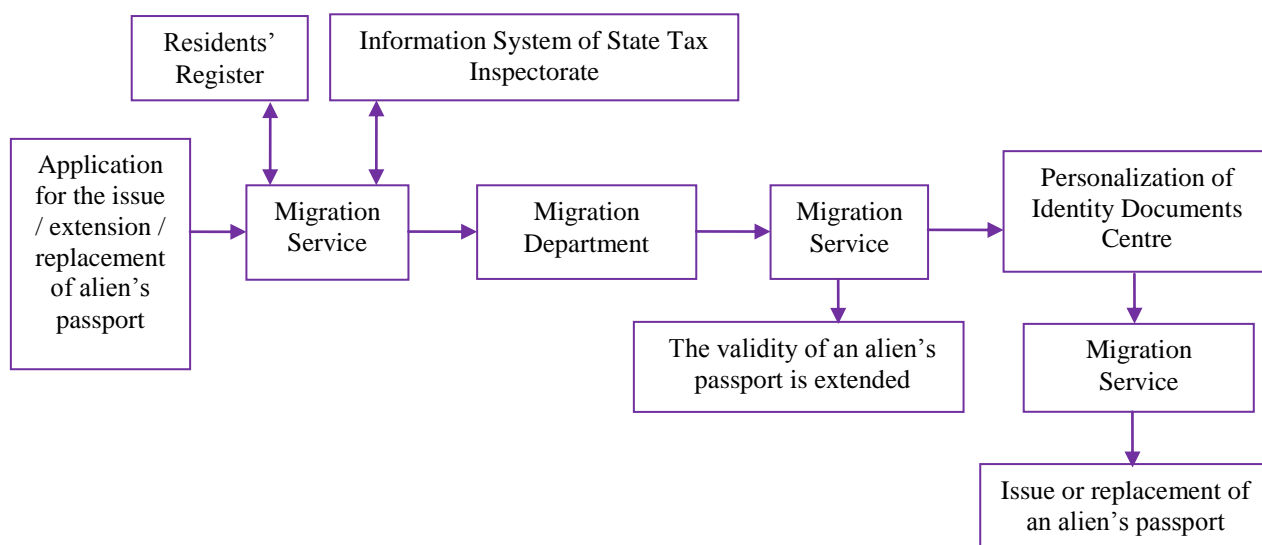 Residents’
Register
Information System of State Tax
Inspectorate
Application
for the issue
/ extension /
replacement
of alien’s
passport
Migration
Service
Migration
Department
Migration
Service
Personalization of
Identity Documents
Centre
The validity of an alien’s
passport is extended
Migration
Service
Issue or replacement of
an alien’s passport